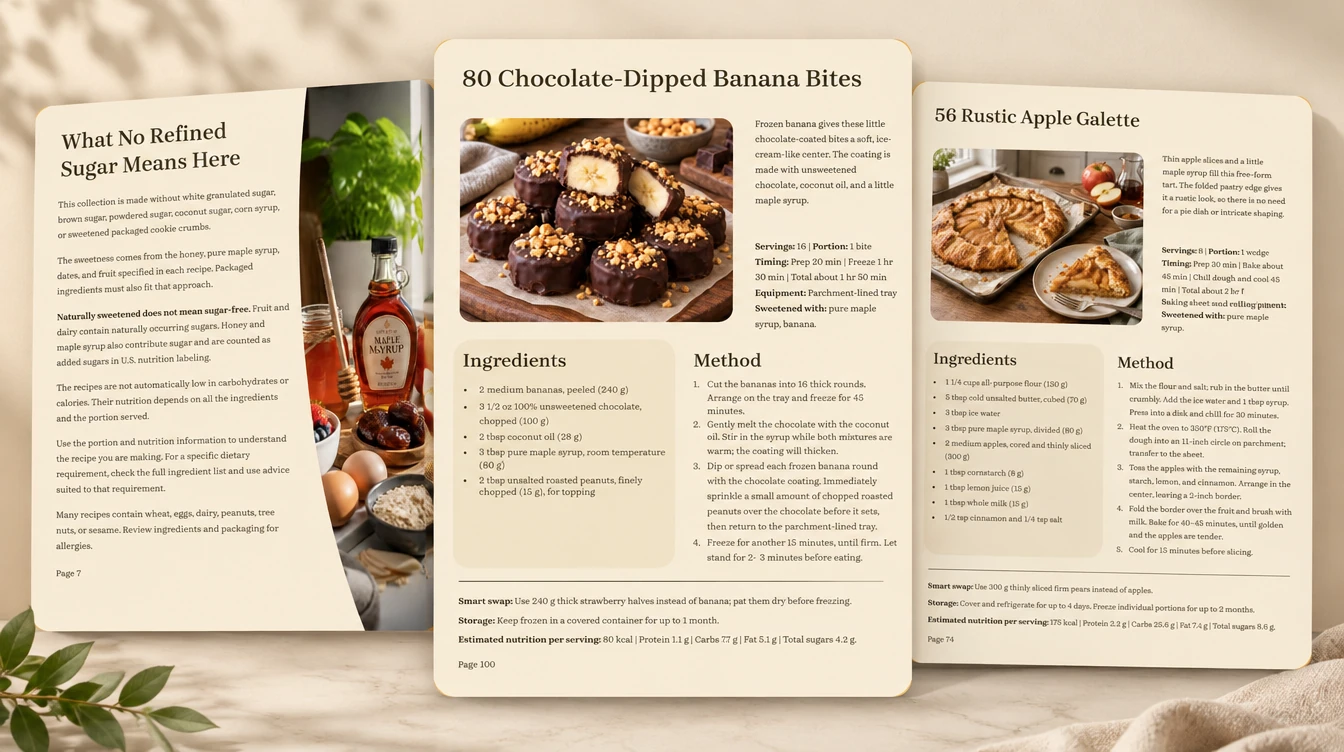 What No Refined
Sugar Means Here
This collection is made without white granulated sugar,
brown sugar, powdered sugar, coconut sugar, corn syrup,
or sweetened packaged cookie crumbs.
The sweetness comes from the honey, pure maple syrup,
dates, and fruit specified in each recipe. Packaged
ingredients must also fit that approach.
Naturally sweetened does not mean sugar-free. Fruit and
dairy contain naturally occurring sugars. Honey and
maple syrup also contribute sugar and are counted as
added sugars in U.S. nutrition labeling.
The recipes are not automatically low in carbohydrates or
calories. Their nutrition depends on all the ingredients
and the portion served.
Use the portion and nutrition information to understand
the recipe you are making. For a specific dietary
requirement, check the full ingredient list and use advice
suited to that requirement.
Many recipes contain wheat, eggs, dairy, peanuts, tree
nuts, or sesame. Review ingredients and packaging for
allergies.
Page 7
MAPLE
80 Chocolate-Dipped Banana Bites
Frozen banana gives these little
chocolate-coated bites a soft, ice-
cream-like center. The coating is
made with unsweetened
chocolate, coconut oil, and a little
maple syrup.
Servings: 16 | Portion: 1 bite
Timing: Prep 20 min | Freeze 1 hr
30 min | Total about 1 hr 50 min
Equipment: Parchment-lined tray
Sweetened with: pure maple
syrup, banana.
Ingredients
• 2 medium bananas, peeled (240 g)
• 3 1/2 oz 100% unsweetened chocolate,
chopped (100 g)
• 2 tbsp coconut oil (28 g)
• 3 tbsp pure maple syrup, room temperature
(60 g)
• 2 tbsp unsalted roasted peanuts, finely
chopped (15 g), for topping
Method
1. Cut the bananas into 16 thick rounds.
Arrange on the tray and freeze for 45
minutes.
2. Gently melt the chocolate with the coconut
oil. Stir in the syrup while both mixtures are
warm; the coating will thicken.
3. Dip or spread each frozen banana round
with the chocolate coating. Immediately
sprinkle a small amount of chopped roasted
peanuts over the chocolate before it sets,
then return to the parchment-lined tray.
4. Freeze for another 15 minutes, until firm. Let
stand for 2- 3 minutes before eating.
Smart swap: Use 240 g thick strawberry halves instead of banana; pat them dry before freezing.
Storage: Keep frozen in a covered container for up to 1 month.
Estimated nutrition per serving: 80 kcal | Protein 1.1 g | Carbs 7.7 g | Fat 5.1 g | Total sugars 4.2 g.
Page 100
56 Rustic Apple Galette
Thin apple slices and a little
maple syrup fill this free-form
tart. The folded pastry edge gives
it a rustic look, so there is no need
for a pie dish or intricate shaping.
Servings: 8 | Portion: 1 wedge
Timing: Prep 30 min | Bake about
45 min | Chill dough and cool 45
min | Total about 2 hr
sheet and rolling
Sweetened with: pure maple
syrup.
Ingredients
• 1 1/4 cups all-purpose flour (130 g)
• 5 tbsp cold unsalted butter, cubed (70 g)
• 3 tbsp ice water
• 3 tbsp pure maple syrup, divided (80 g)
• 2 medium apples, cored and thinly sliced
(300 g)
• 1 tbsp cornstarch (8 g)
• 1 tbsp lemon juice (15 g)
• 1 tbsp whole milk (15 g)
• 1/2 tsp cinnamon and 1/4 tsp salt
Method
1. Mix the flour and salt; rub in the butter until
crumbly. Add the ice water and 1 tbsp syrup.
Press into a disk and chill for 30 minutes.
2. Heat the oven to 350°F (175°C). Roll the
dough into an 11-inch circle on parchment;
transfer to the sheet.
3. Toss the apples with the remaining syrup,
starch, lemon, and cinnamon. Arrange in the
center, learing a 2-inch border.
4. Fold the border over the fruit and brush with
milk. Bake for 40-45 minutes, until golden
and the apples are tender.
5. Cool for 15 minutes before slicing.
Smart swap: Use 300 g thinly sliced firm pears instead of apples.
Storage: Cover and refrigerate for up to 4 days. Freeze individual portions for up to 2 months.
Estimated nutrition per serving: 175 kcal | Protein 2.2 g | Carbs 25.6 g | Fat 7.4 g | Total sugars 8.6 g.
Page 74